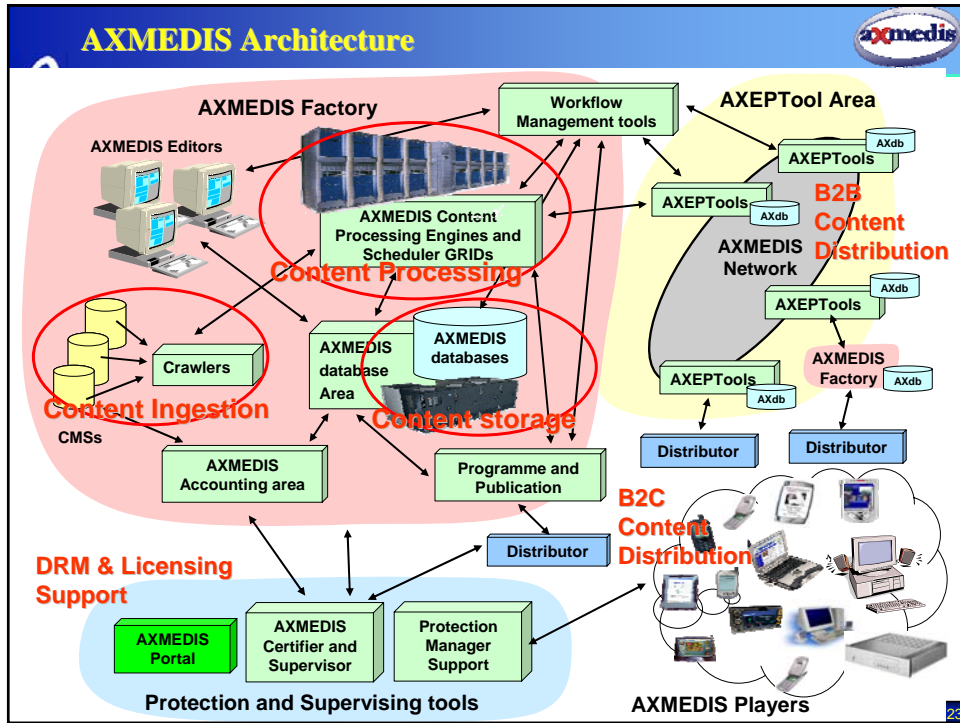 AXMEDIS Architecture
axmedis
AXMEDIS Factory
Workflow
Management tools
AXEPTool Area
AXMEDIS Editors
AXEPTools
AXdb
AXEPTools
AXdb
B2B
Content
Distribution
AXMEDIS Content
Processing Engines and
Scheduler GRIDs
Content Processing
AXMEDIS
Network
AXEPTools
AXdb
AXMEDIS
database
Area
AXMEDIS
databases
Crawlers
Content Ingestion
CMSs
Content storage
AXEPTools
AXdb
AXMEDIS
Factory
AXdb
Distributor
Distributor
AXMEDIS
Accounting area
Programme and
Publication
B2C
Content
Distribution
Distributor
DRM & Licensing
Support
AXMEDIS
Portal
AXMEDIS
Certifier and
Supervisor
Protection
Manager
Support
Protection and Supervising tools
AXMEDIS Players
23